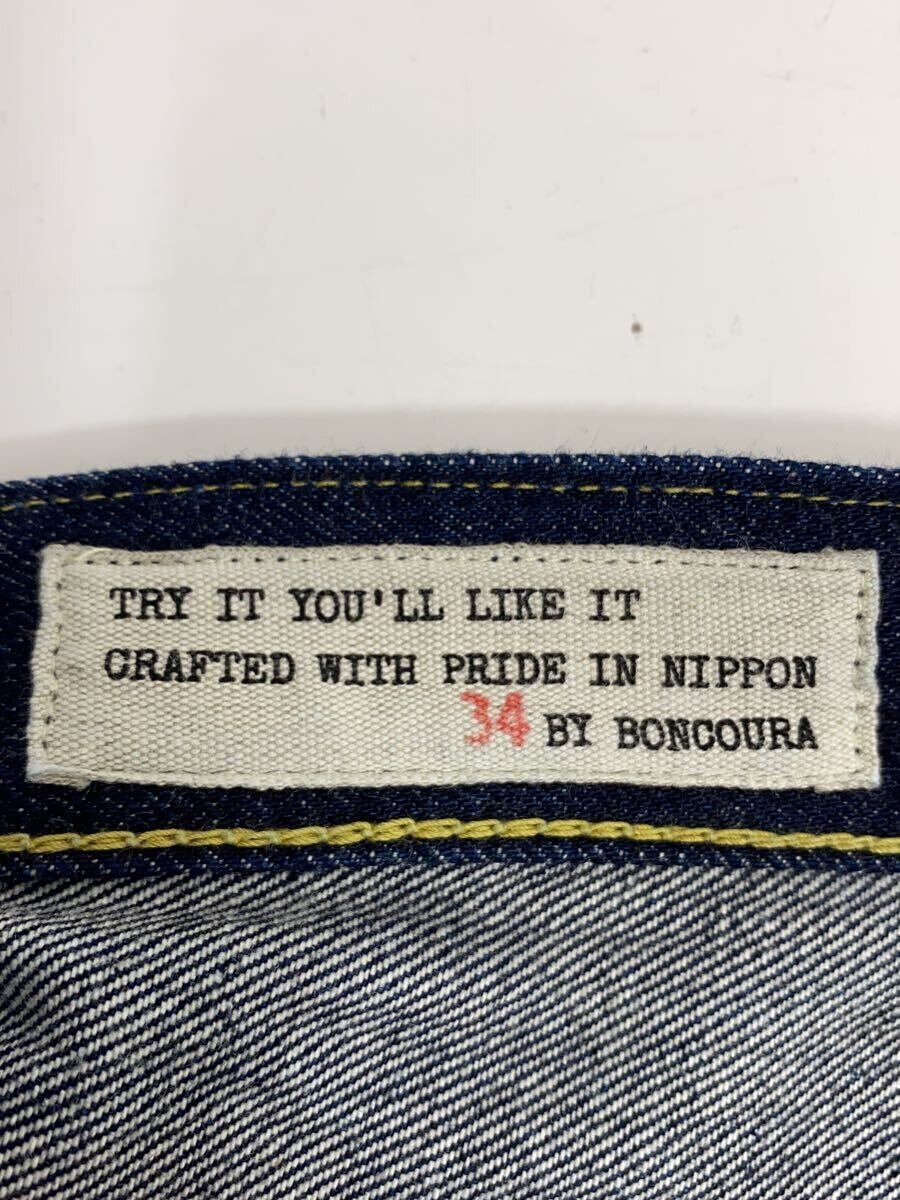 TRY IT YOU'LL LIKE IT
CRAFTED WITH PRIDE IN NIPPON
34 BY BONCOURA